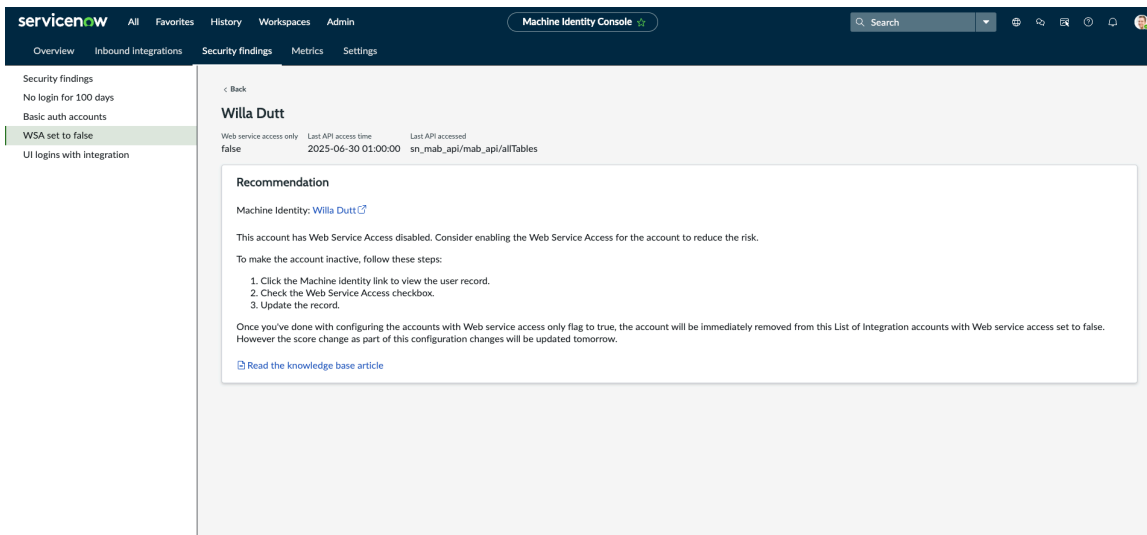 servicenow All Favorites History Workspaces Admin Machine Identity Console Search
Overview Inbound integrations Security findings Metrics Settings
Security findings
No login for 100 days
Basic auth accounts
WSA set to false
UI logins with integration
< Back
Willa Dutt
Web service access only Last API access time Last API accessed
false 2025-06-30 01:00:00 sn_mab_api/mab_api/allTables
Recommendation
Machine Identity: Willa Dutt
This account has Web Service Access disabled. Consider enabling the Web Service Access for the account to reduce the risk.
To make the account inactive, follow these steps:
1. Click the Machine identity link to view the user record.
2. Check the Web Service Access checkbox.
3. Update the record.
Once you've done with configuring the accounts with Web service access only flag to true, the account will be immediately removed from this List of Integration accounts with Web service access set to false.
However the score change as part of this configuration changes will be updated tomorrow.
Read the knowledge base article